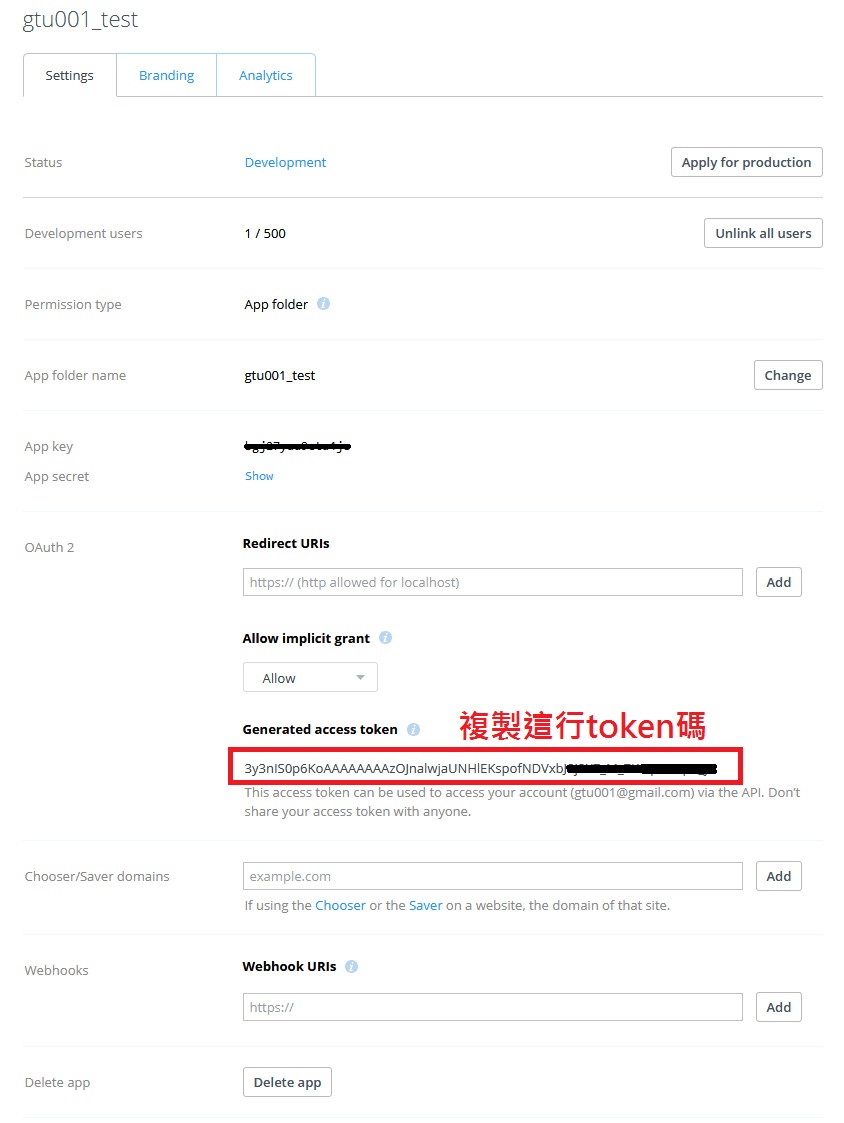 gtu001_test
Settings Branding Analytics
Status Development Apply for production
Development users 1 / 500 Unlink all users
Permission type App folder
App folder name gtu001_test Change
App key
App secret Show
OAuth 2 Redirect URIs
https:// (http allowed for localhost) Add
Allow implicit grant
Allow
Generated access token 複製這行token碼
This access token can be used to access your account (gtu001@gmail.com) via the API. Don't
share your access token with anyone.
Chooser/Saver domains example.com Add
If using the Chooser or the Saver on a website, the domain of that site.
Webhooks Webhook URIs
https:// Add
Delete app Delete app